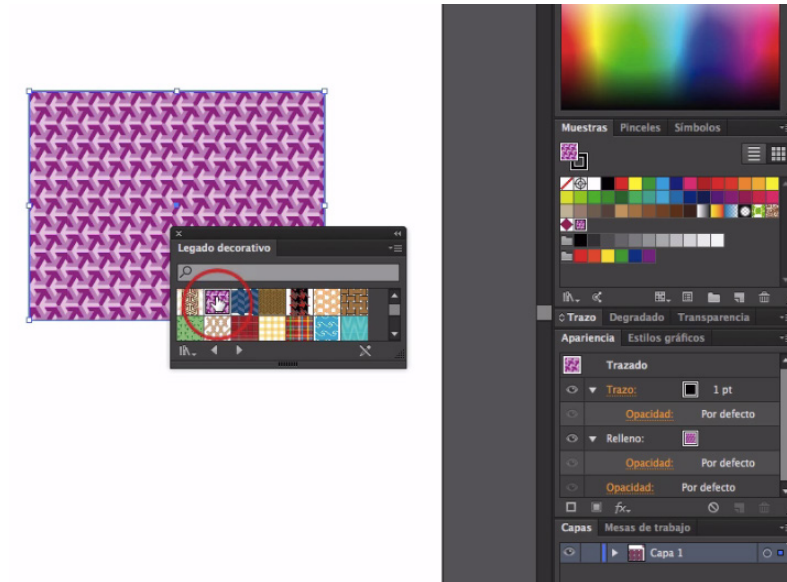 Legado decorativo
Muestras Pinceles Símbolos
Trazo Degradado Transparencia
Apariencia Estilos gráficos
Trazado
Trazo: 1 pt
Opacidad: Por defecto
Relleno:
Opacidad: Por defecto
Opacidad: Por defecto
fx
Capas Mesas de trabajo
Capa 1